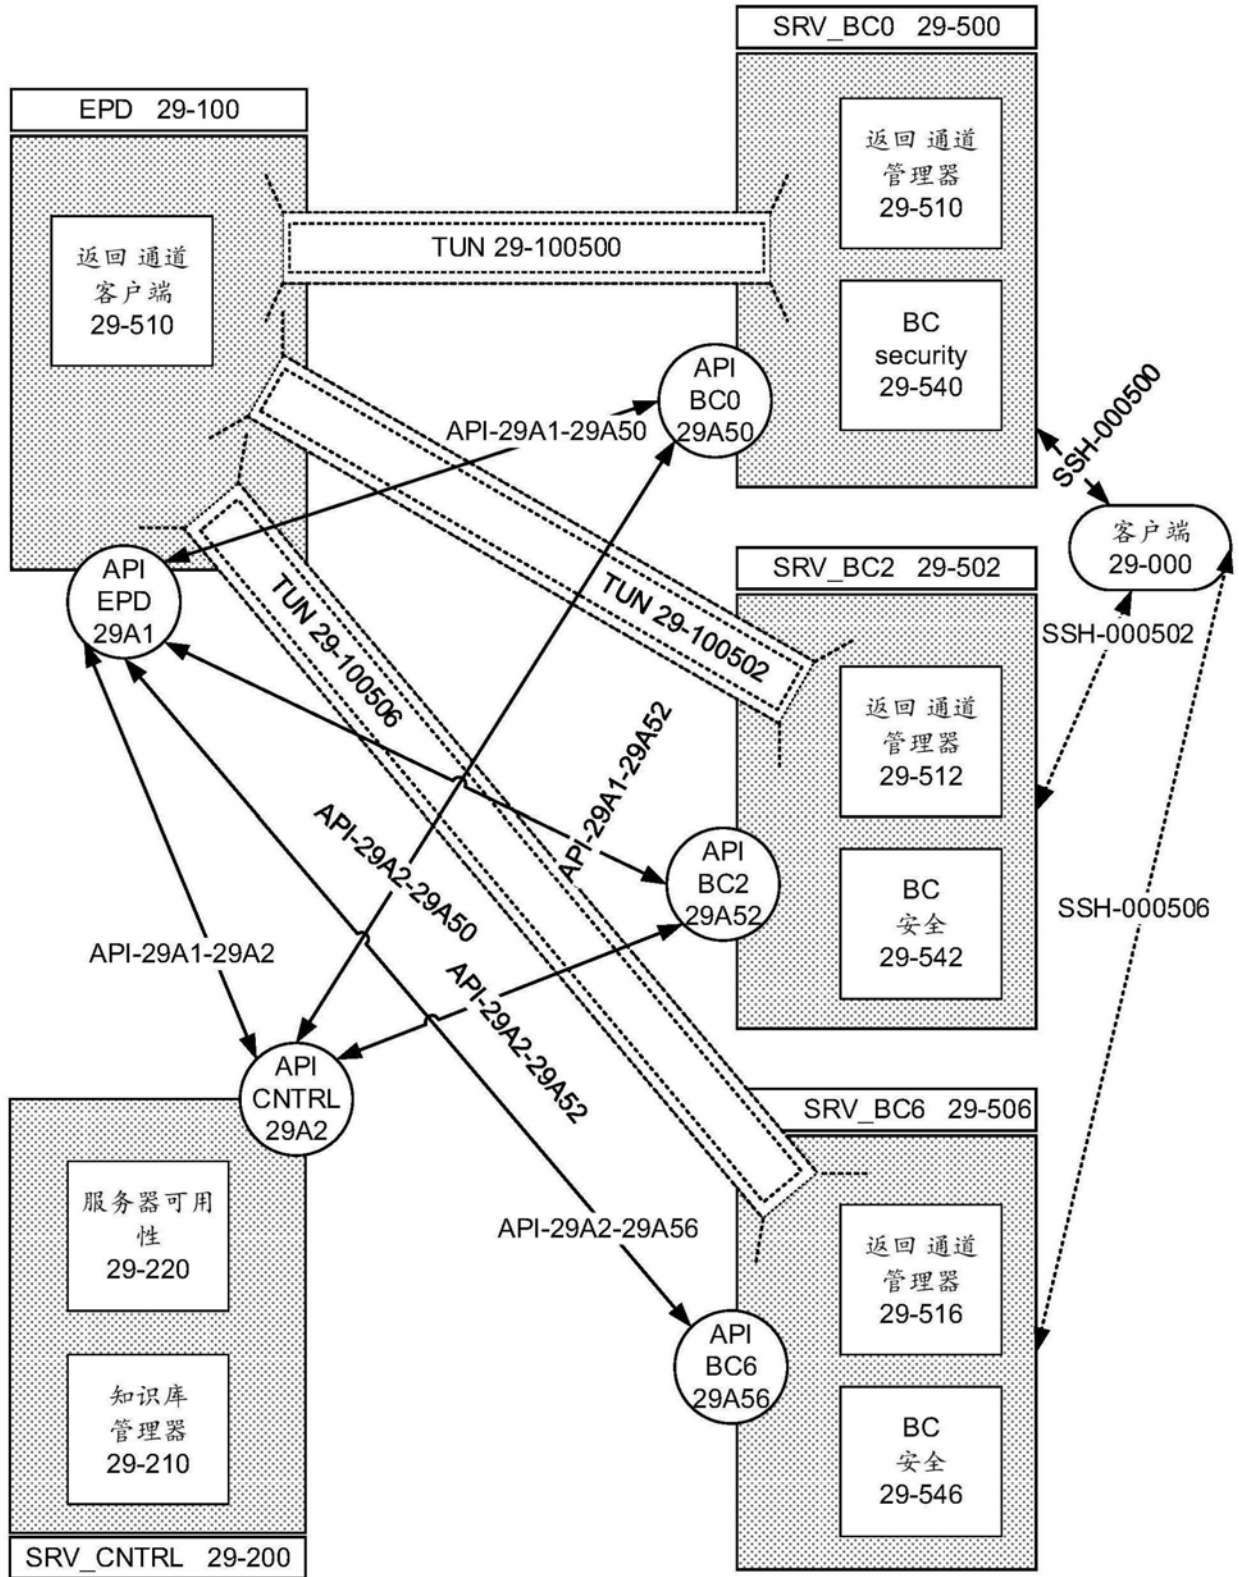 SRV_BC0 29-500
EPD 29-100
返回 通道
管理器
29-510
返回 通道
客户端
29-510
TUN 29-100500
BC
security
29-540
API
BC0
29A50
API-29A1-29A50
SSH-000500
客户端
29-000
API
EPD
29A1
SRV_BC2 29-502
TUN 29-100502
TUN 29-100506
SSH-000502
返回 通道
管理器
29-512
API-29A1-29A52
API-29A2-29A50
API
BC2
29A52
BC
安全
29-542
SSH-000506
API-29A1-29A2
API-29A2-29A52
API
CNTRL
29A2
SRV_BC6 29-506
服务器可用
性
29-220
API-29A2-29A56
返回 通道
管理器
29-516
API
BC6
29A56
知识库
管理器
29-210
BC
安全
29-546
SRV_CNTRL 29-200